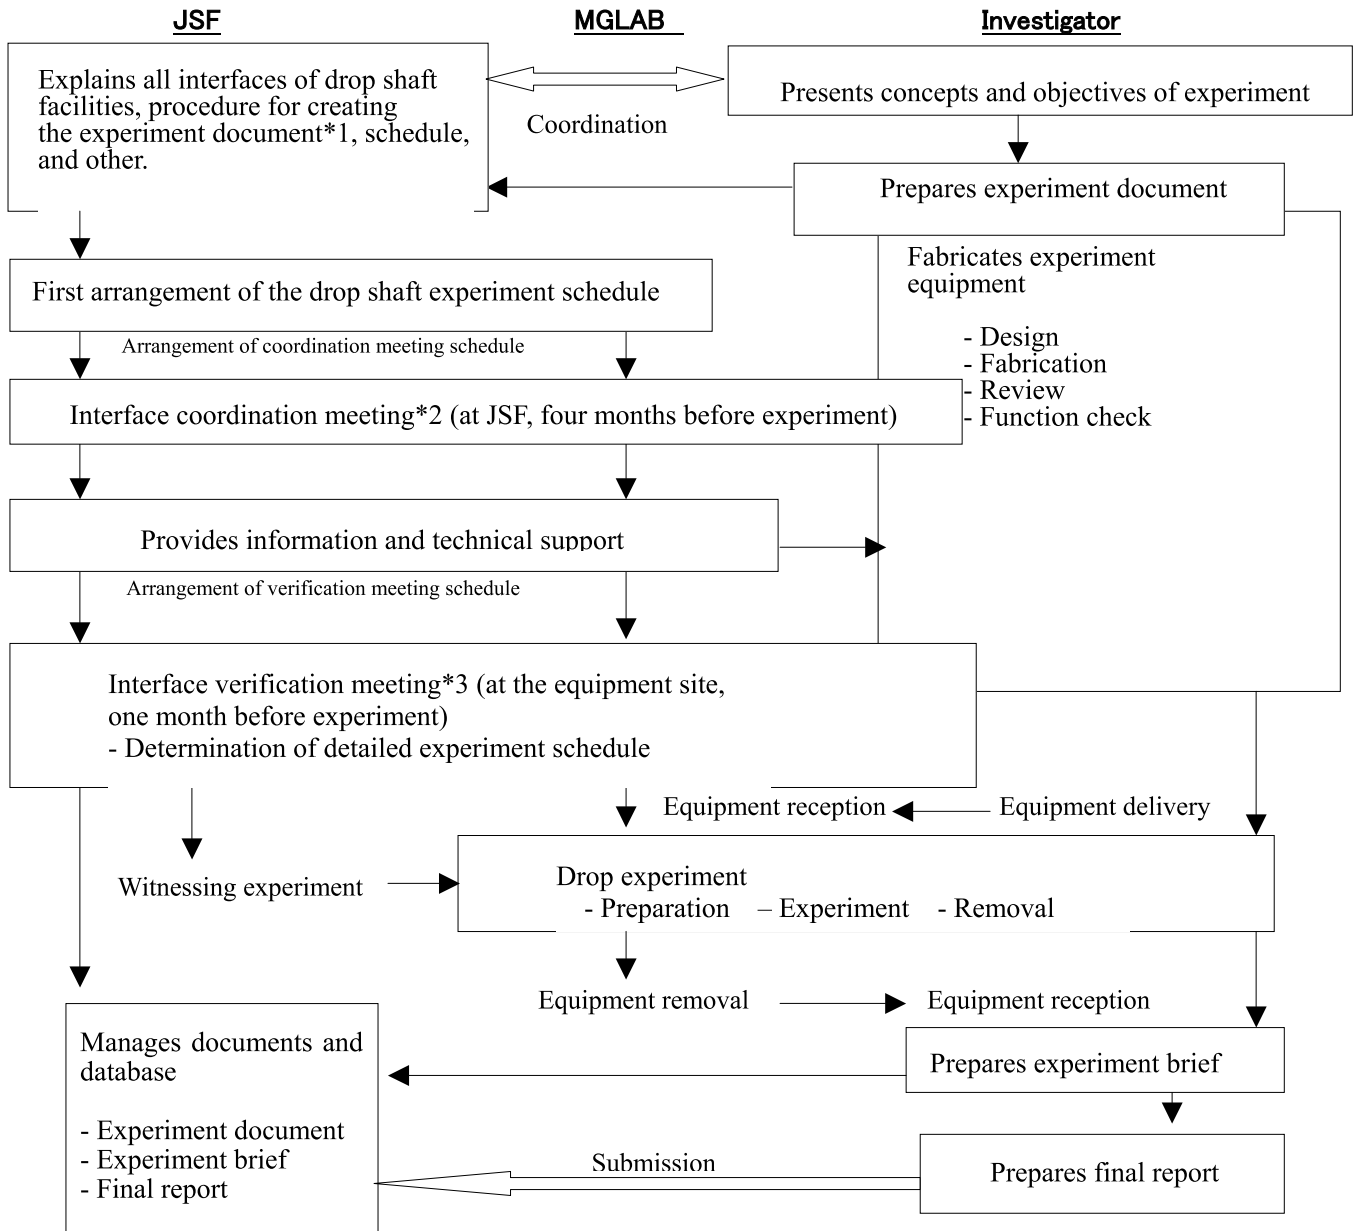 JSF
MGLAB
Investigator
Explains all interfaces of drop shaft
facilities, procedure for creating
the experiment document*1, schedule,
and other.
Coordination
Presents concepts and objectives of experiment
Prepares experiment document
Fabricates experiment
equipment
- Design
- Fabrication
- Review
- Function check
First arrangement of the drop shaft experiment schedule
Arrangement of coordination meeting schedule
Interface coordination meeting*2 (at JSF, four months before experiment)
Provides information and technical support
Arrangement of verification meeting schedule
Interface verification meeting*3 (at the equipment site,
one month before experiment)
- Determination of detailed experiment schedule
Equipment reception
Equipment delivery
Witnessing experiment
Drop experiment
- Preparation – Experiment - Removal
Equipment removal
Equipment reception
Manages documents and
database
- Experiment document
- Experiment brief
- Final report
Prepares experiment brief
Submission
Prepares final report